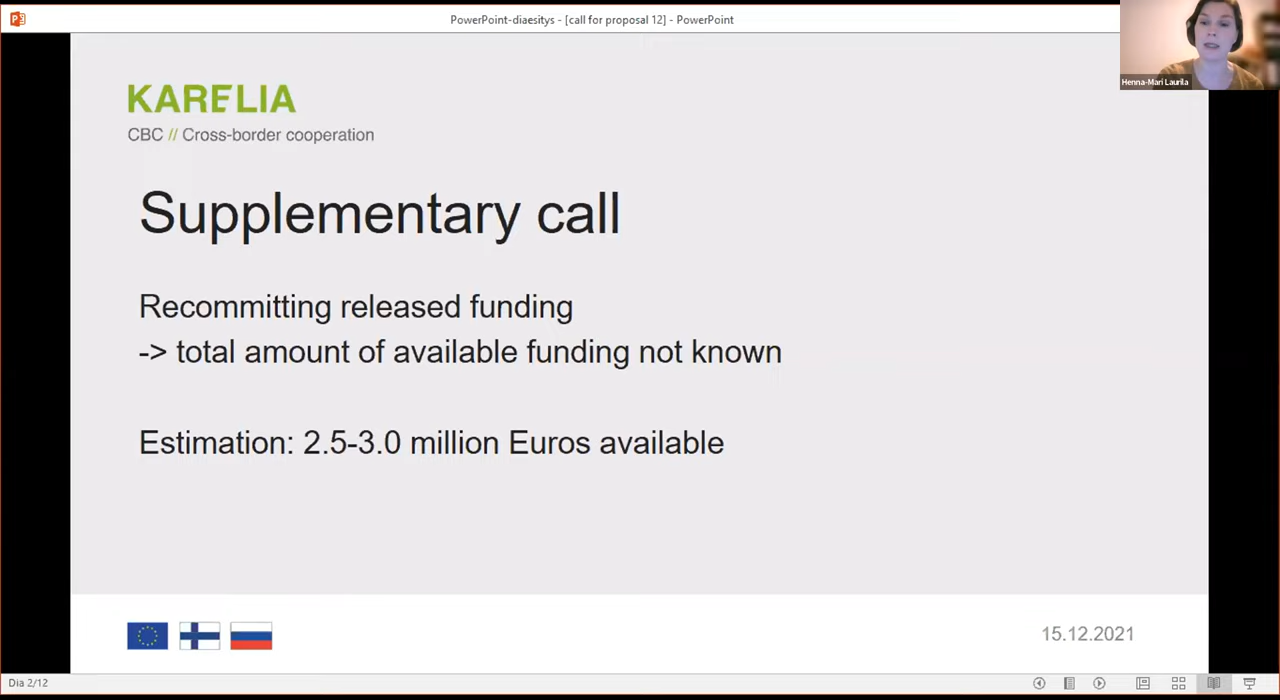 PowerPoint-diaesitys - [call for proposal 12] - PowerPoint
Henna-Mari Laurila
KARELIA
CBC // Cross-border cooperation
Supplementary call
Recommitting released funding
-> total amount of available funding not known
Estimation: 2.5-3.0 million Euros available
15.12.2021
Dia 2/12